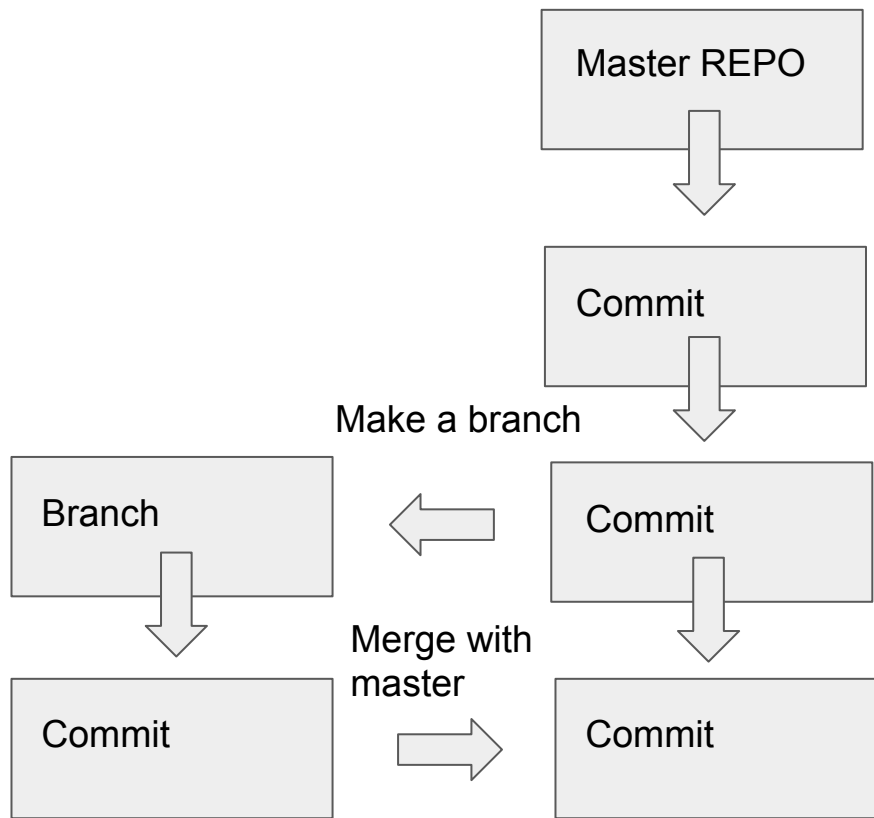 Master REPO
Commit
Make a branch
Branch
Commit
Merge with
master
Commit
Commit